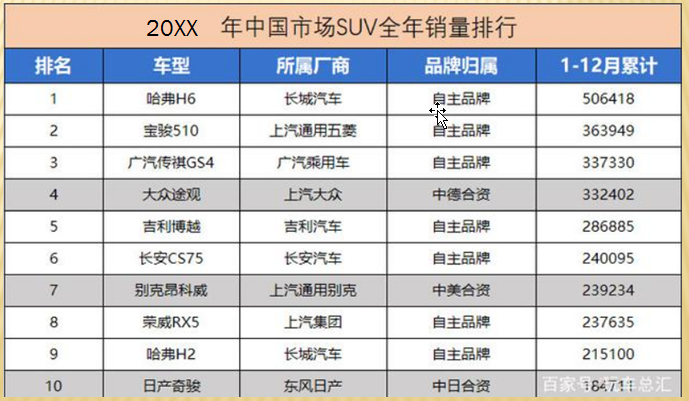 20XX 年中国市场SUV全年销量排行
排名 车型 所属厂商 品牌归属 1-12月累计
1 哈弗H6 长城汽车 自主品牌 506418
2 宝骏510 上汽通用五菱 自主品牌 363949
3 广汽传祺GS4 广汽乘用车 自主品牌 337330
4 大众途观 上汽大众 中德合资 332402
5 吉利博越 吉利汽车 自主品牌 286885
6 长安CS75 长安汽车 自主品牌 240095
7 别克昂科威 上汽通用别克 中美合资 239234
8 荣威RX5 上汽集团 自主品牌 237635
9 哈弗H2 长城汽车 自主品牌 215100
10 日产奇骏 东风日产 中日合资
百家号 玩车总汇